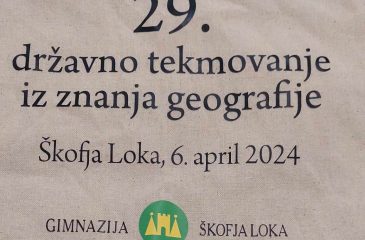 29.
državno tekmovanje
iz znanja geografije
Škofja Loka, 6. april 2024
GIMNAZIJA ŠKOFJA LOKA